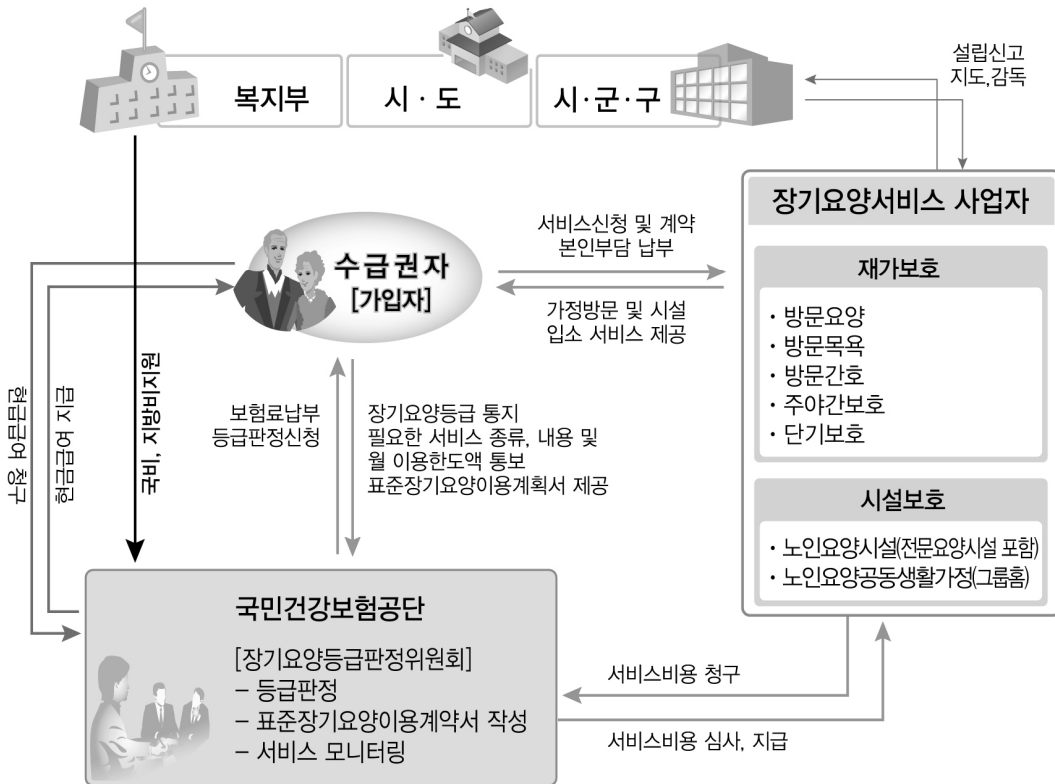 복지부
시·도
시·군·구
설립신고
지도,감독
장기요양서비스 사업자
재가보호
· 방문요양
· 방문목욕
· 방문간호
· 주야간보호
· 단기보호
시설보호
· 노인요양시설(전문요양시설 포함)
· 노인요양공동생활가정(그룹홈)
수급권자
[가입자]
서비스신청 및 계약
본인부담 납부
가정방문 및 시설
입소 서비스 제공
현금급여 청구
현금급여 지급
국비, 지방비지원
보험료납부
등급판정신청
장기요양등급 통지
필요한 서비스 종류, 내용 및
월 이용한도액 통보
표준장기요양이용계획서 제공
국민건강보험공단
[장기요양등급판정위원회]
– 등급판정
– 표준장기요양이용계약서 작성
– 서비스 모니터링
서비스비용 청구
서비스비용 심사, 지급